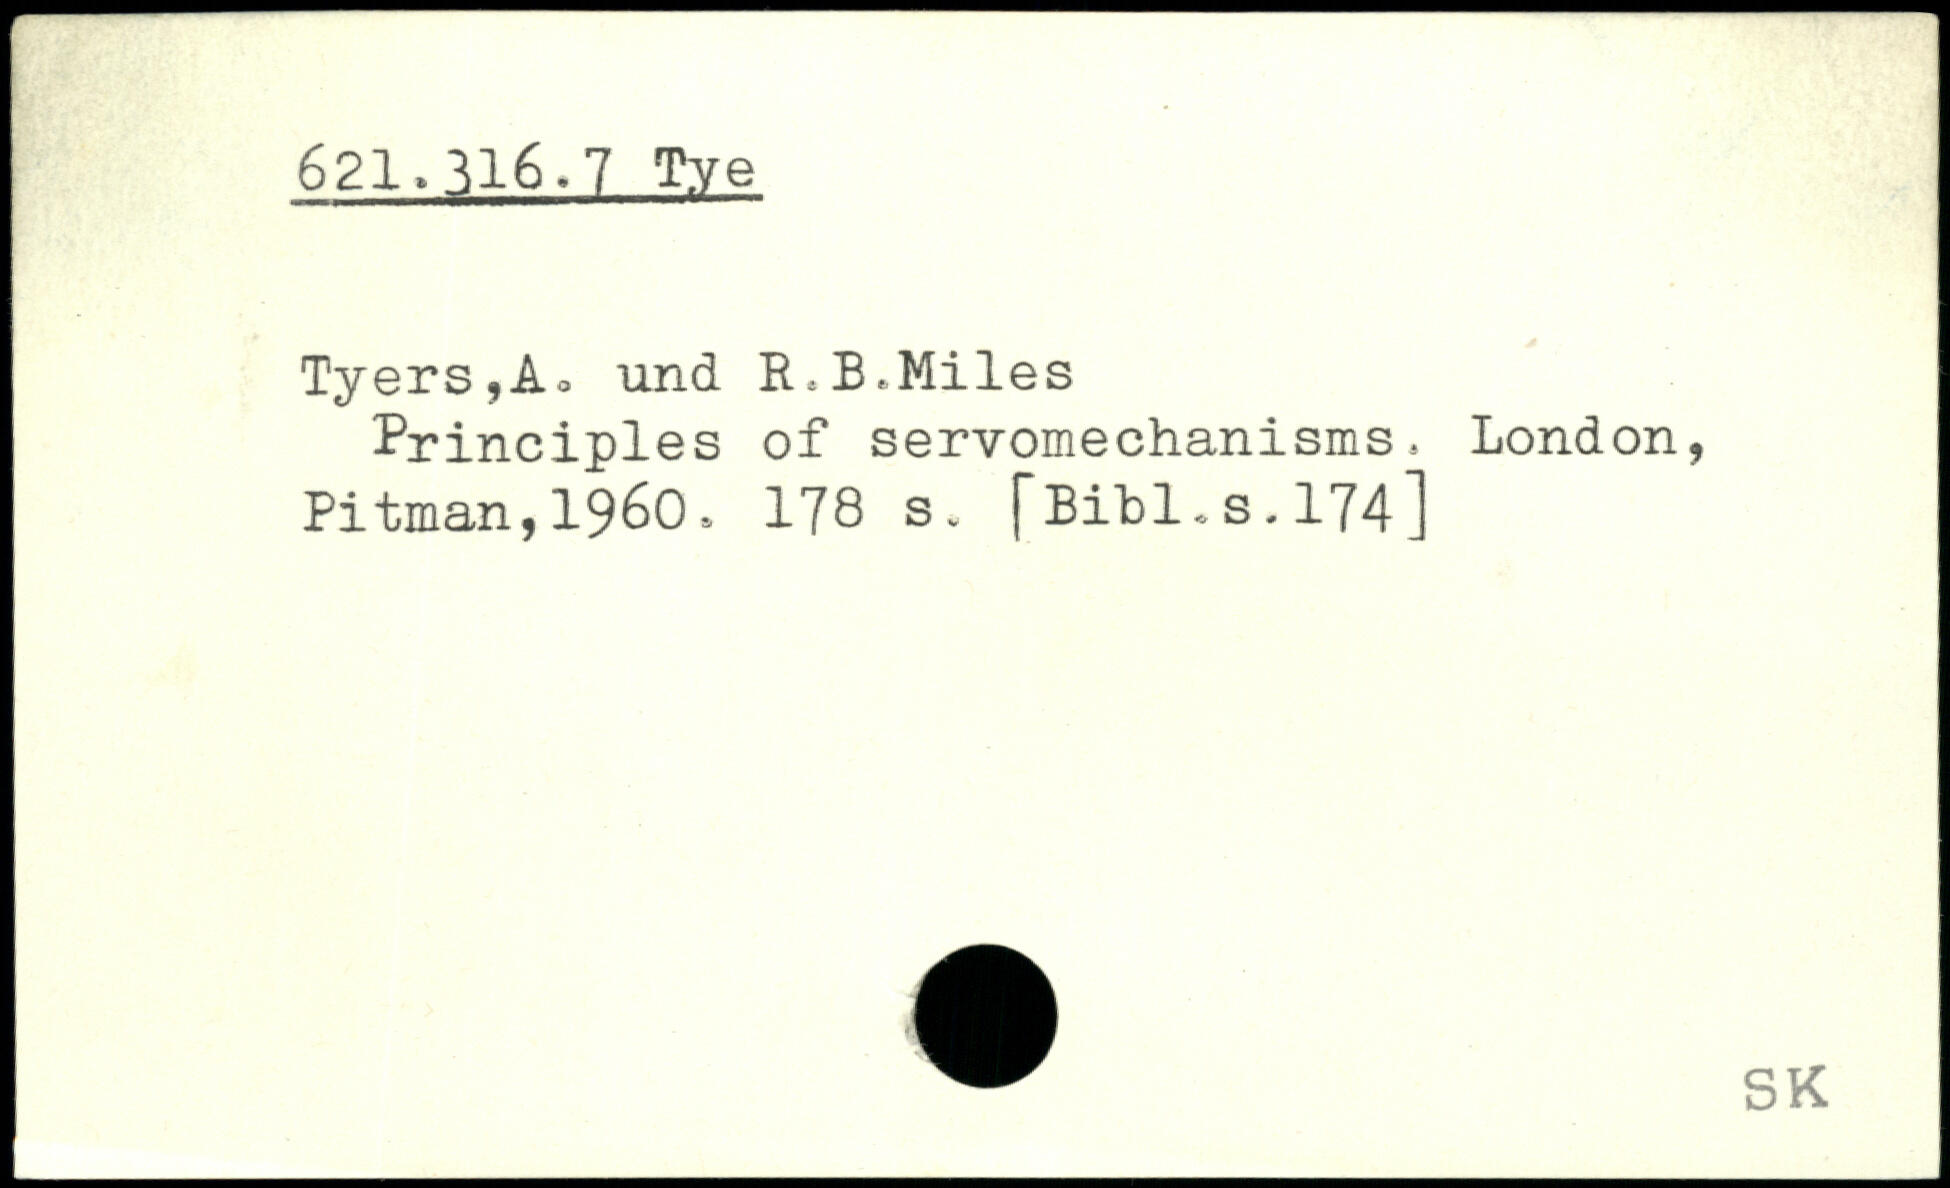 621.316.7 Tye
Tyers,A. und R.B.Miles
Principles of servomechanisms. London,
Pitman,1960. 178 s. [Bibl.s.174]
SK